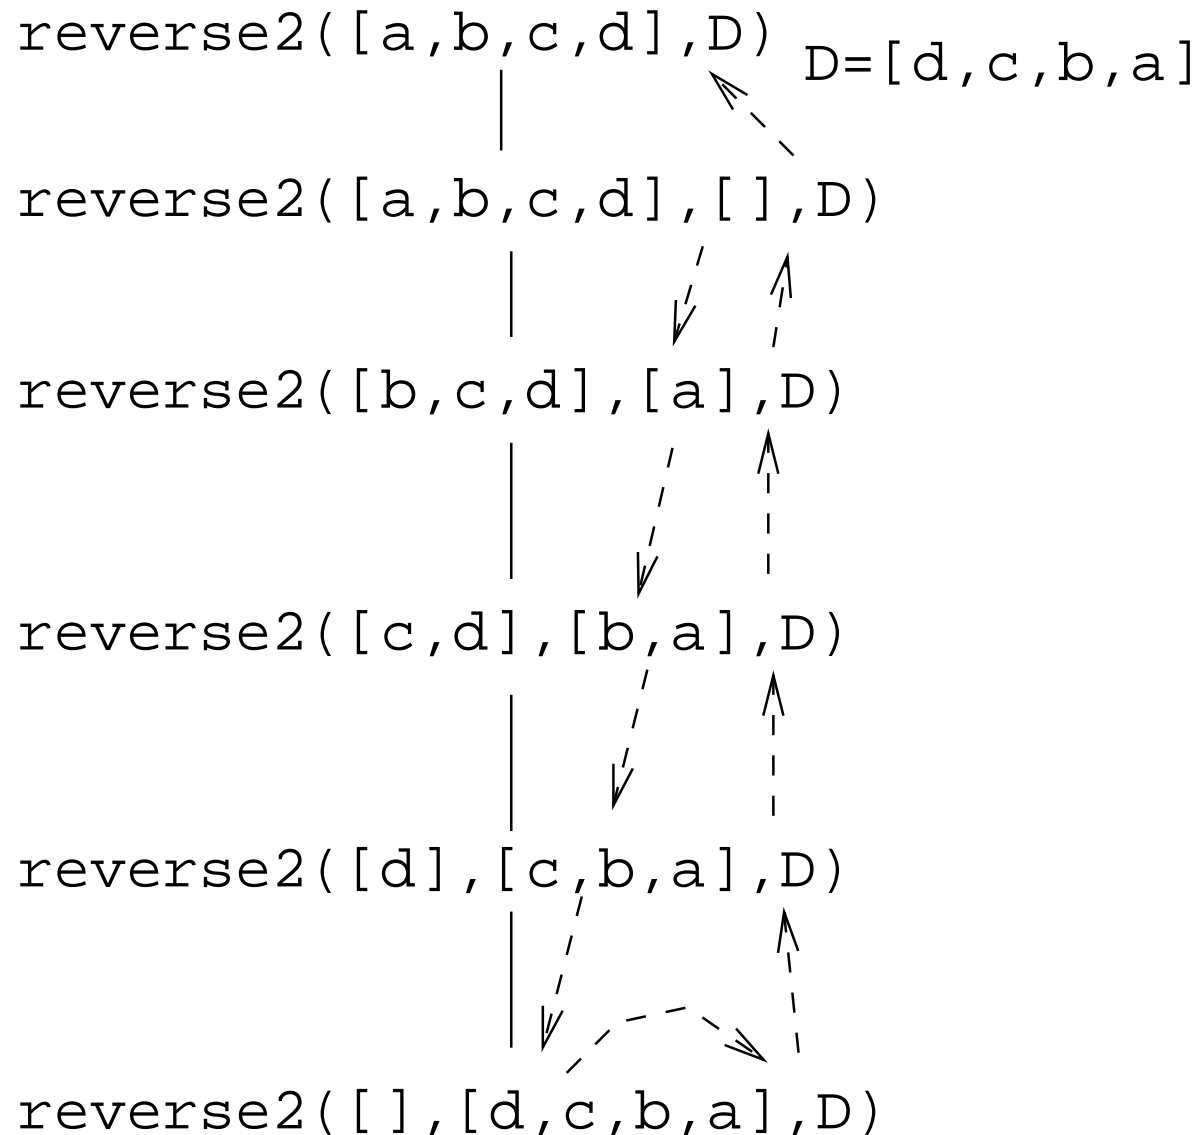 reverse2([a,b,c,d],D)
D=[d,c,b,a]
reverse2([a,b,c,d],[],D)
reverse2([b,c,d],[a],D)
reverse2([c,d],[b,a],D)
reverse2([d],[c,b,a],D)
reverse2([],[d,c,b,a],D)